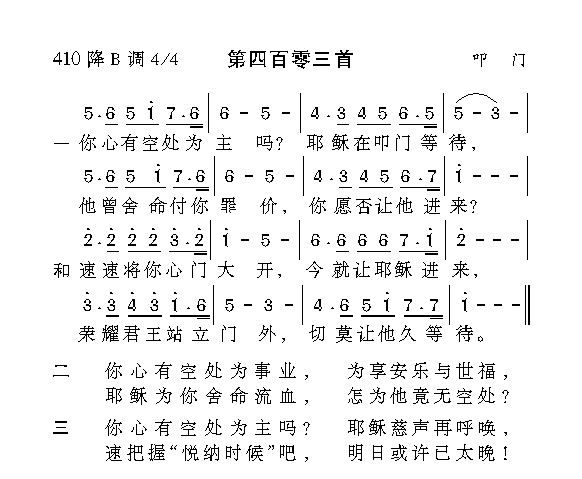 410 降 B 调 4/4 第四百零三首 叩 门
5·6 5 1̇ 7·6 | 6 - 5 - | 4·3 4 5 6·5 | 5 - 3 - |
一 你心有空处为 主 吗? 耶稣在叩门等待,
5·6 5 1̇ 7·6 | 6 - 5 - | 4·3 4 5 6·7 | 1̇ - - - |
他曾舍命付你罪 价, 你愿否让他进来?
2̇·2̇ 2̇ 2̇ 3̇·2̇ | 1̇ - 5 - | 6·6 6 6 7·1̇ | 2̇ - - - |
和 速速将你心门大 开, 今就让耶稣进来,
3̇·3̇ 4̇ 3̇ 1̇·6 | 5 - 3 - | 4·6 5 1̇ 7·7 | 1̇ - - - ‖
荣耀君王站立门 外, 切莫让他久等待。
二 你心有空处为事业, 为享安乐与世福,
耶稣为你舍命流血, 怎为他竟无空处?
三 你心有空处为主吗? 耶稣慈声再呼唤,
速把握“悦纳时候”吧, 明日或许已太晚!